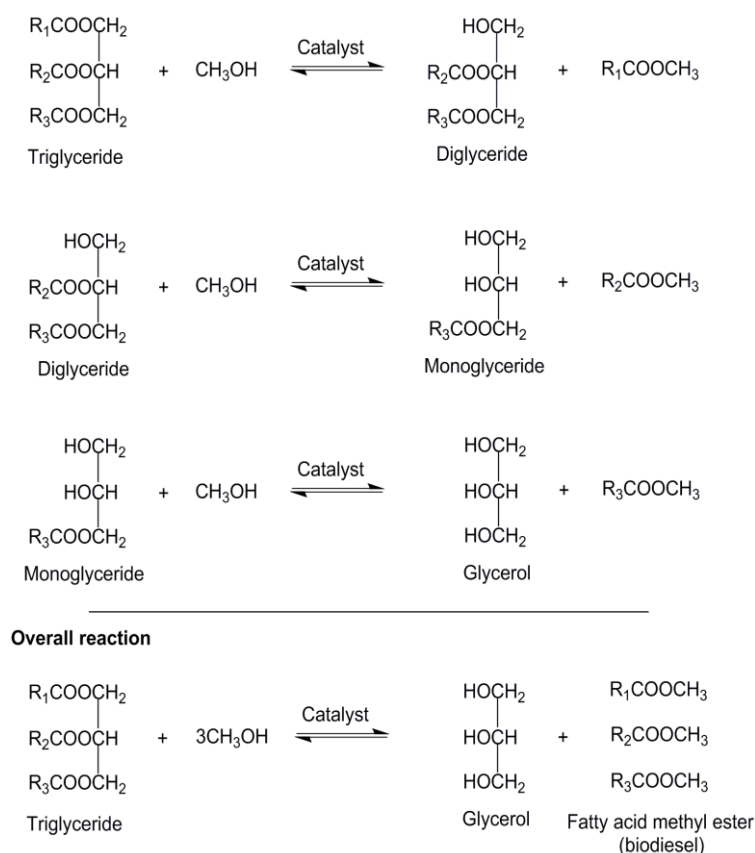 R₁COOCH₂ HOCH₂
Catalyst
R₂COOCH + CH₃OH R₂COOCH + R₁COOCH₃
R₃COOCH₂ R₃COOCH₂
Triglyceride Diglyceride
HOCH₂ HOCH₂
Catalyst
R₂COOCH + CH₃OH HOCH + R₂COOCH₃
R₃COOCH₂ R₃COOCH₂
Diglyceride Monoglyceride
HOCH₂ HOCH₂
Catalyst
HOCH + CH₃OH HOCH + R₃COOCH₃
R₃COOCH₂ HOCH₂
Monoglyceride Glycerol
Overall reaction
R₁COOCH₂ HOCH₂ R₁COOCH₃
Catalyst
R₂COOCH + 3CH₃OH HOCH + R₂COOCH₃
R₃COOCH₂ HOCH₂ R₃COOCH₃
Triglyceride Glycerol Fatty acid methyl ester
(biodiesel)